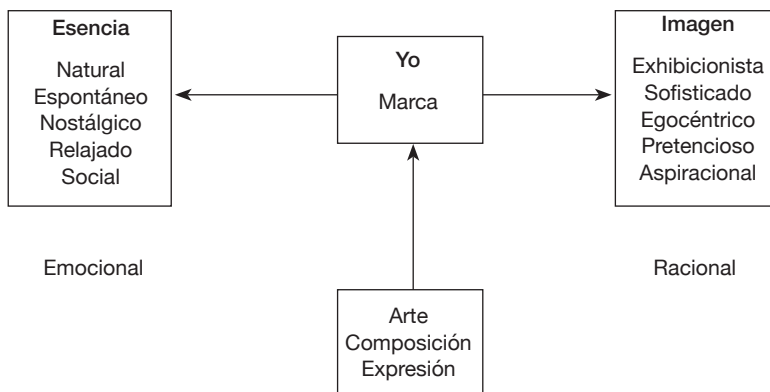 Esencia
Natural
Espontáneo
Nostálgico
Relajado
Social
Emocional
Yo
Marca
Arte
Composición
Expresión
Imagen
Exhibicionista
Sofisticado
Egocéntrico
Pretencioso
Aspiracional
Racional